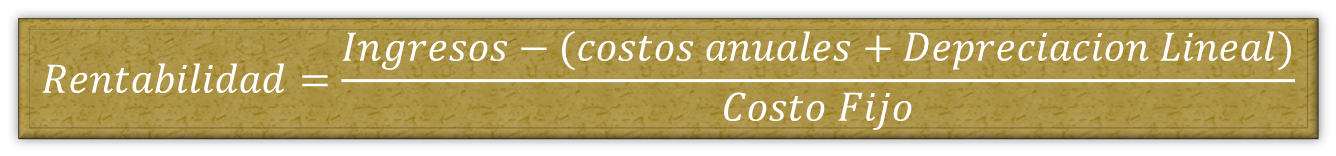 Rentabilidad = Ingresos − (costos anuales + Depreciacion Lineal)
Costo Fijo